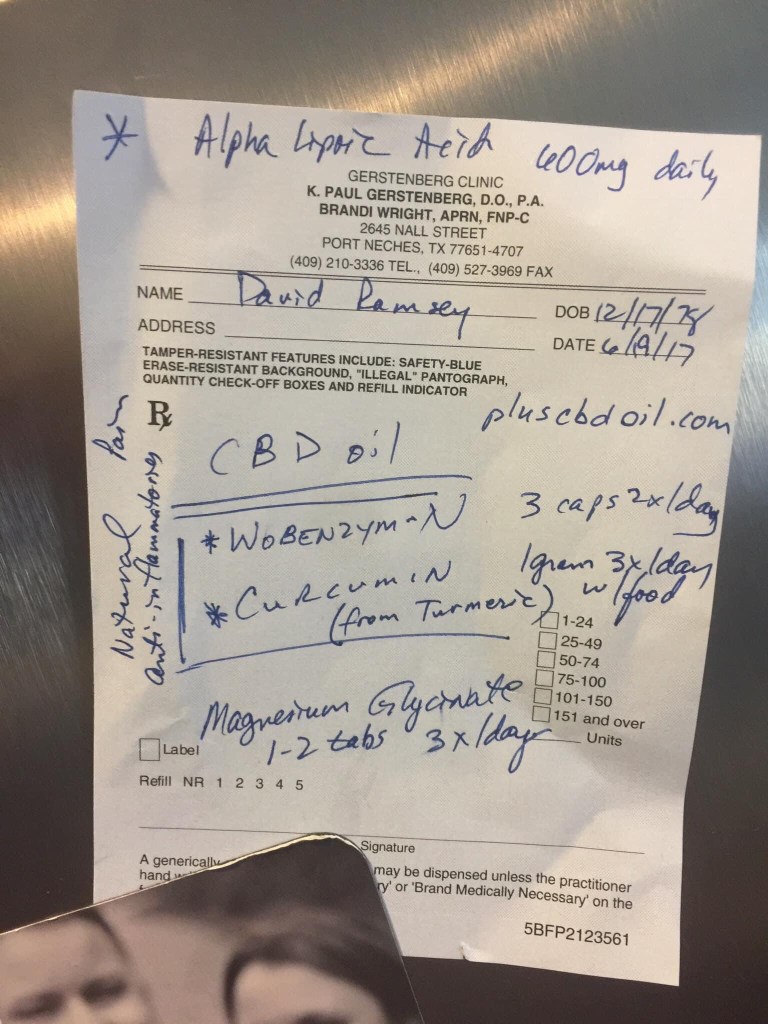 * Alpha Lipoic Acid 600mg daily
GERSTENBERG CLINIC
K. PAUL GERSTENBERG, D.O., P.A.
BRANDI WRIGHT, APRN, FNP-C
2645 NALL STREET
PORT NECHES, TX 77651-4707
(409) 210-3336 TEL., (409) 527-3969 FAX
NAME David Ramsey DOB 12/17/78
ADDRESS DATE 6/19/17
TAMPER-RESISTANT FEATURES INCLUDE: SAFETY-BLUE
ERASE-RESISTANT BACKGROUND, "ILLEGAL" PANTOGRAPH,
QUANTITY CHECK-OFF BOXES AND REFILL INDICATOR
Rx
pluscbdoil.com
CBD oil
Natural Pain
anti-inflammatories
* WOBENZYM-N 3 caps 2x/day
* CURCUMIN 1gram 3x/day
(from Turmeric) w/food
1-24
25-49
50-74
75-100
101-150
151 and over
Units
Magnesium Glycinate
1-2 tabs 3x/day
Label
Refill NR 1 2 3 4 5
Signature
A generically may be dispensed unless the practitioner
hand ry' or 'Brand Medically Necessary' on the
5BFP2123561